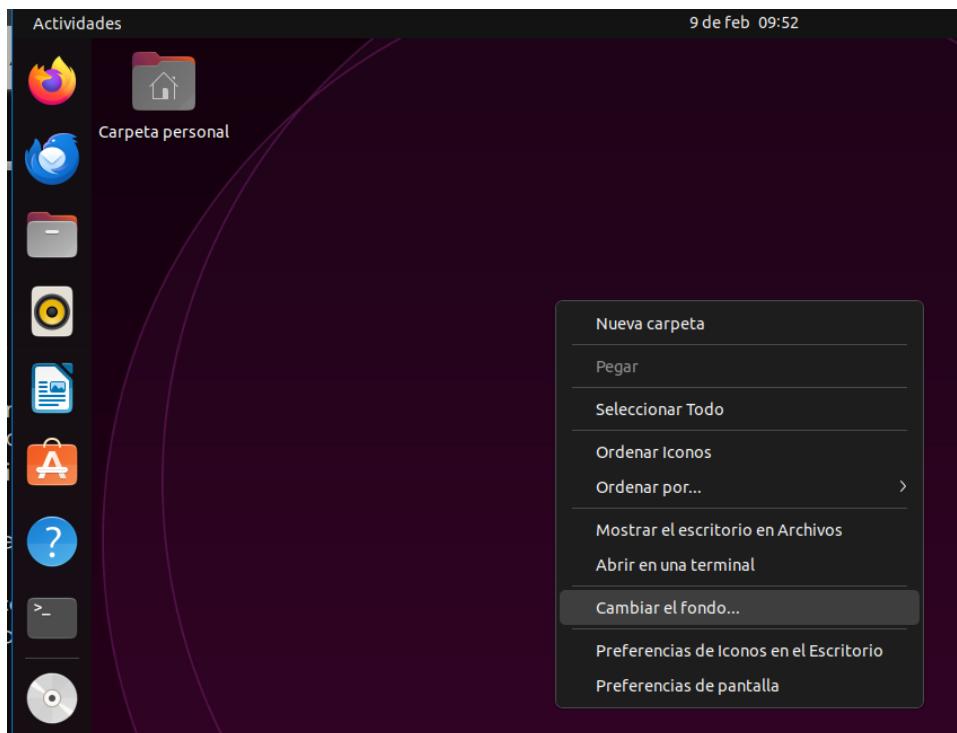 Actividades
9 de feb 09:52
Carpeta personal
Nueva carpeta
Pegar
Seleccionar Todo
Ordenar Iconos
Ordenar por...
Mostrar el escritorio en Archivos
Abrir en una terminal
Cambiar el fondo...
Preferencias de Iconos en el Escritorio
Preferencias de pantalla